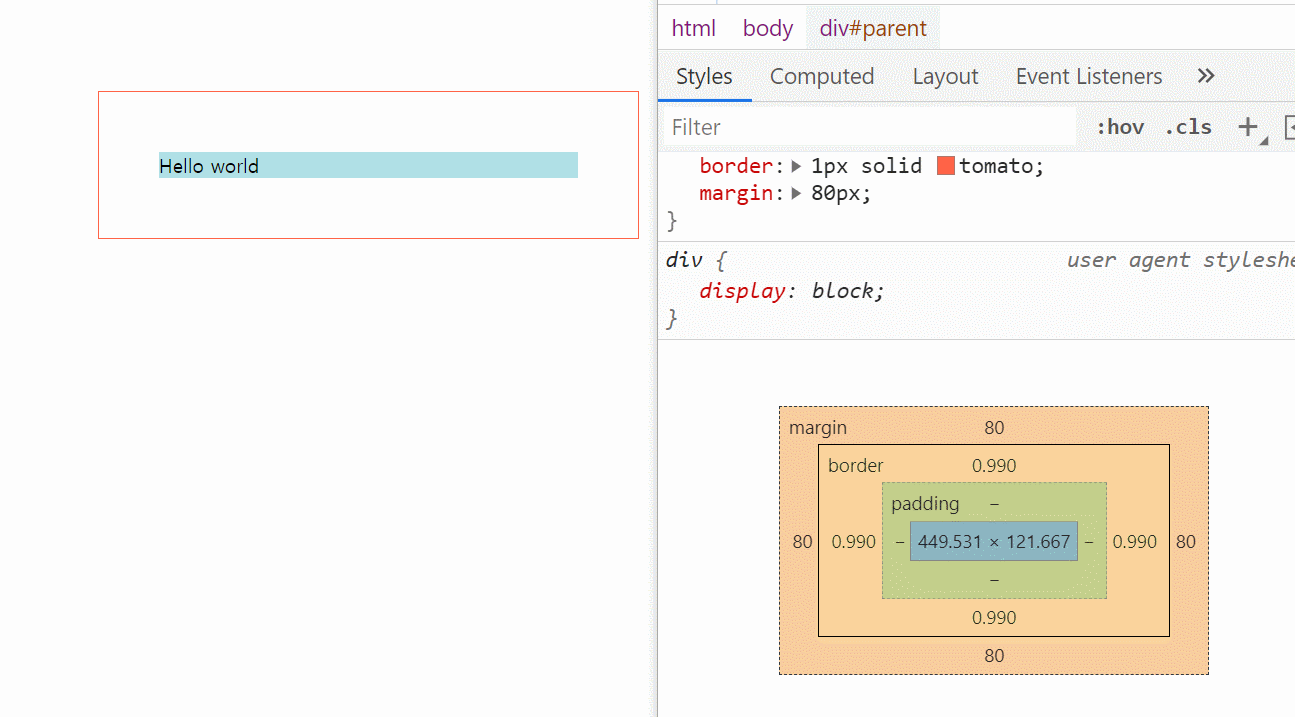 Hello world
html body div#parent
Styles Computed Layout Event Listeners »
Filter :hov .cls +
border: 1px solid tomato;
margin: 80px;
}
div { user agent styleshe
display: block;
}
margin 80
border 0.990
padding –
80 0.990 – 449.531 × 121.667 – 0.990 80
–
0.990
80